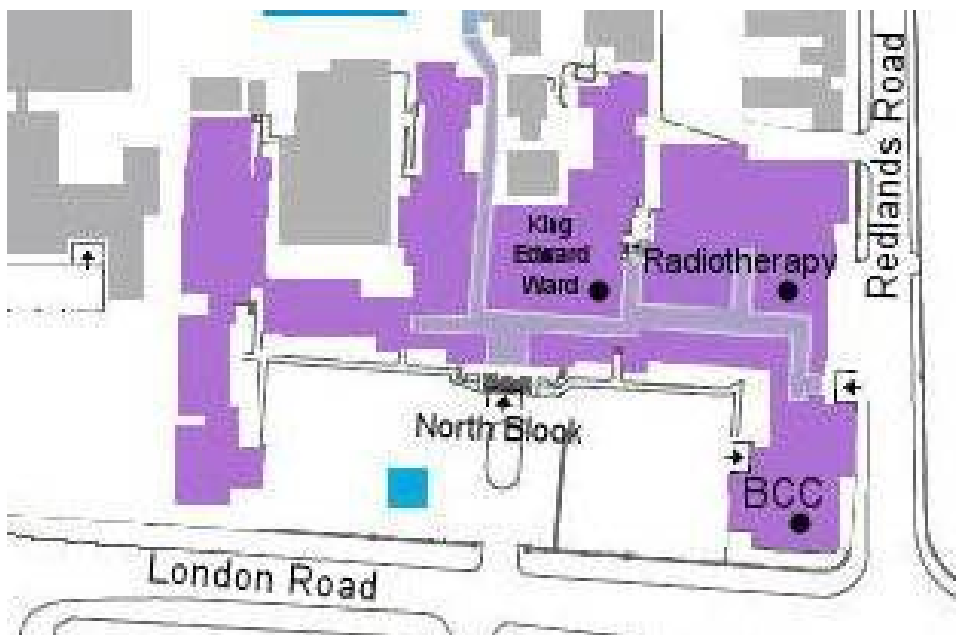 Redlands Road
King
Edward
Ward
Radiotherapy
North Block
BCC
London Road